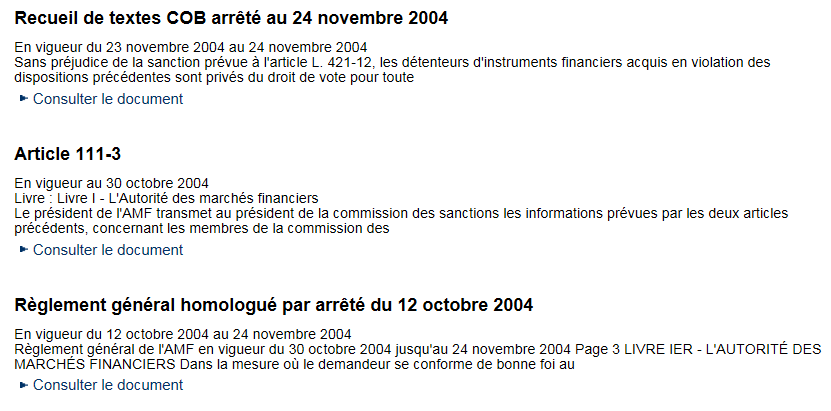 Recueil de textes COB arrêté au 24 novembre 2004
En vigueur du 23 novembre 2004 au 24 novembre 2004
Sans préjudice de la sanction prévue à l'article L. 421-12, les détenteurs d'instruments financiers acquis en violation des
dispositions précédentes sont privés du droit de vote pour toute
Consulter le document
Article 111-3
En vigueur au 30 octobre 2004
Livre : Livre I - L'Autorité des marchés financiers
Le président de l'AMF transmet au président de la commission des sanctions les informations prévues par les deux articles
précédents, concernant les membres de la commission des
Consulter le document
Règlement général homologué par arrêté du 12 octobre 2004
En vigueur du 12 octobre 2004 au 24 novembre 2004
Règlement général de l'AMF en vigueur du 30 octobre 2004 jusqu'au 24 novembre 2004 Page 3 LIVRE IER - L'AUTORITÉ DES
MARCHÉS FINANCIERS Dans la mesure où le demandeur se conforme de bonne foi au
Consulter le document